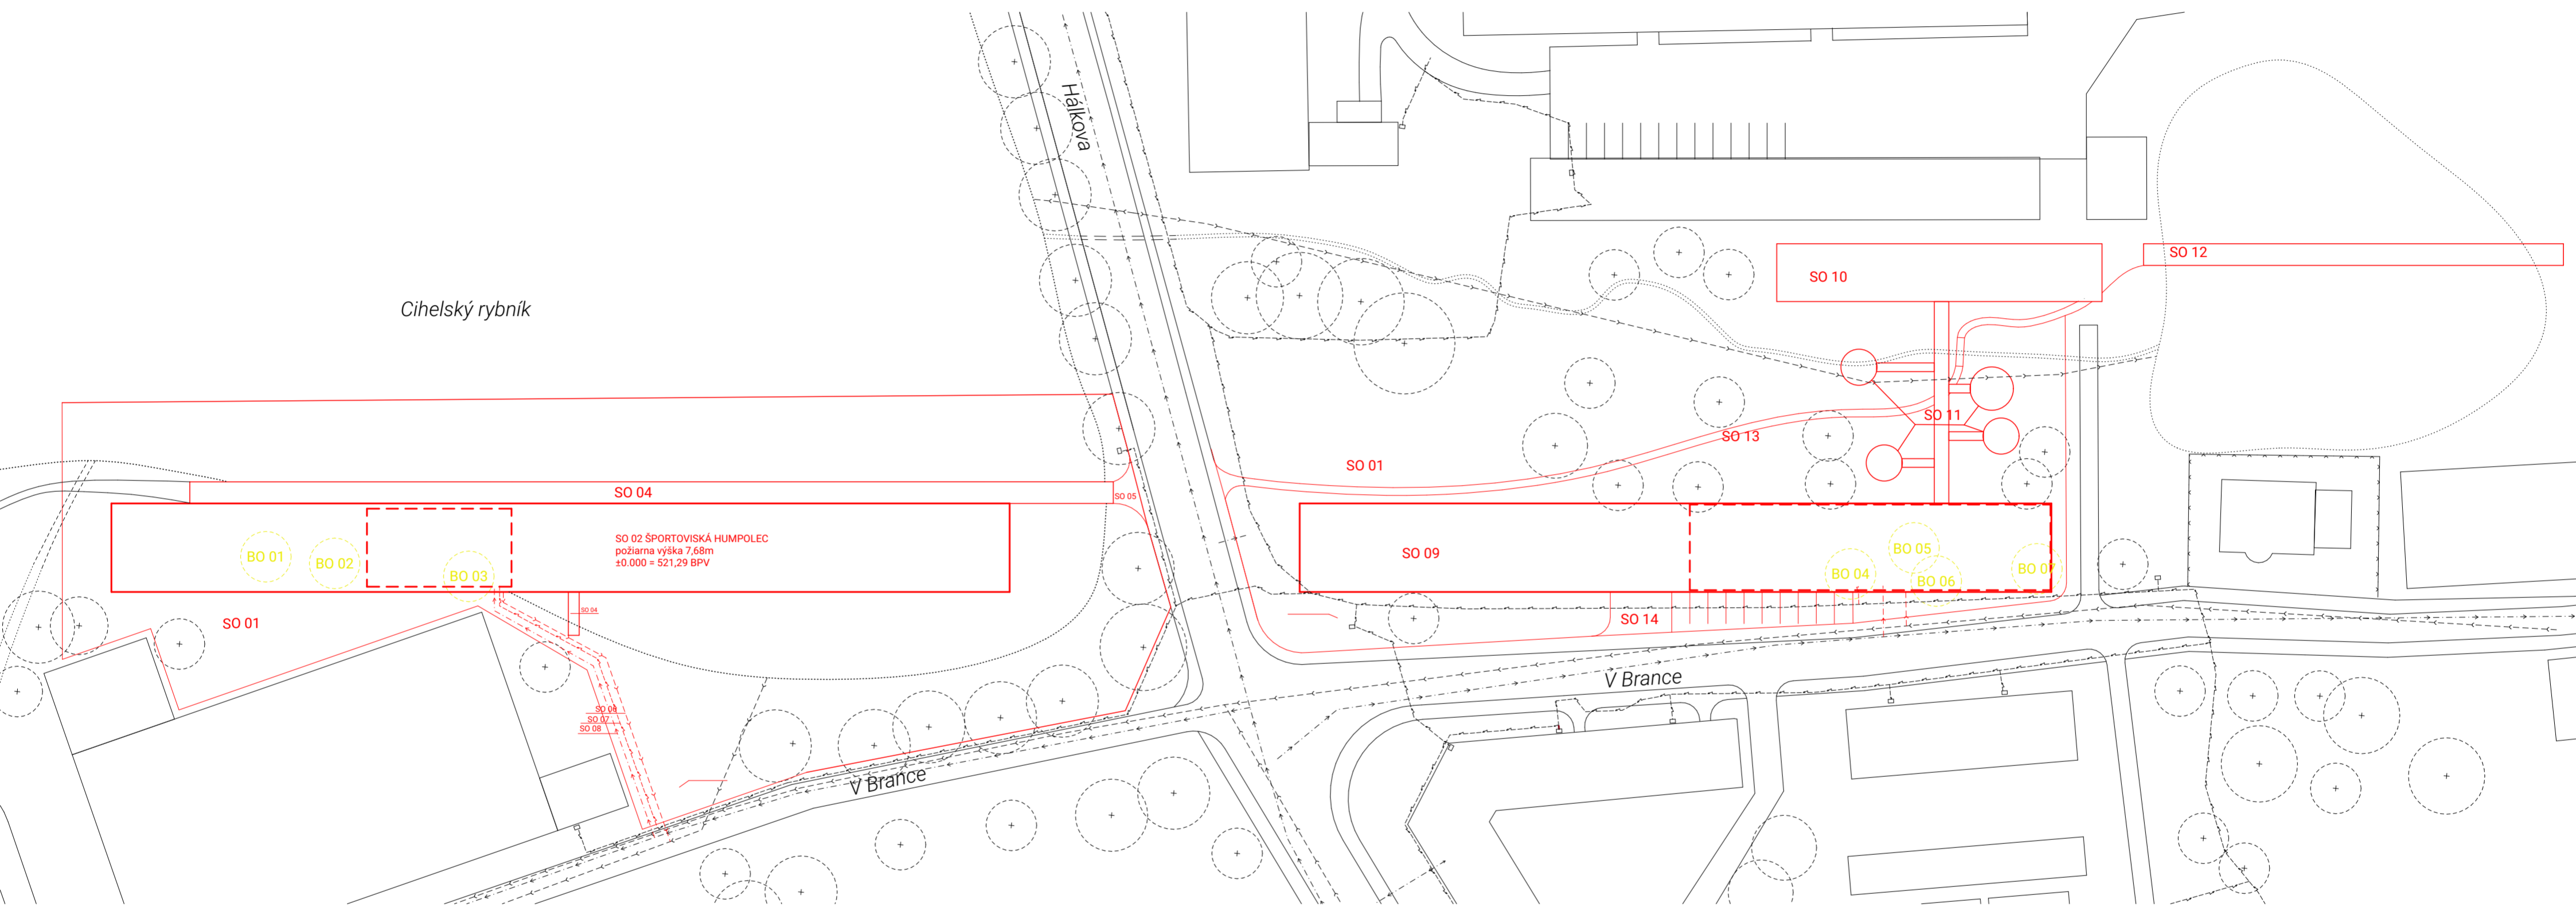 Hálkova
Cihelský rybník
SO 10
SO 12
SO 11
SO 13
SO 01
SO 04
SO 05
BO 01
BO 02
BO 03
SO 02 ŠPORTOVISKÁ HUMPOLEC
požiarna výška 7,68m
±0.000 = 521,29 BPV
SO 09
BO 04
BO 05
BO 06
BO 07
SO 04
SO 01
SO 14
V Brance
SO 06
SO 07
SO 08
V Brance